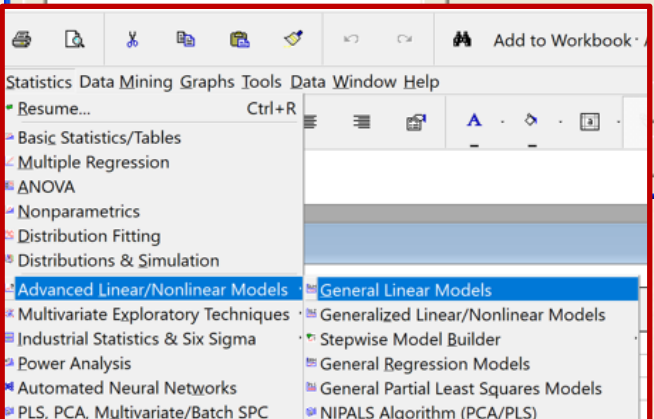 Add to Workbook
Statistics Data Mining Graphs Tools Data Window Help
Resume... Ctrl+R
Basic Statistics/Tables
Multiple Regression
ANOVA
Nonparametrics
Distribution Fitting
Distributions & Simulation
Advanced Linear/Nonlinear Models General Linear Models
Multivariate Exploratory Techniques Generalized Linear/Nonlinear Models
Industrial Statistics & Six Sigma Stepwise Model Builder
Power Analysis General Regression Models
Automated Neural Networks General Partial Least Squares Models
PLS, PCA, Multivariate/Batch SPC NIPALS Algorithm (PCA/PLS)